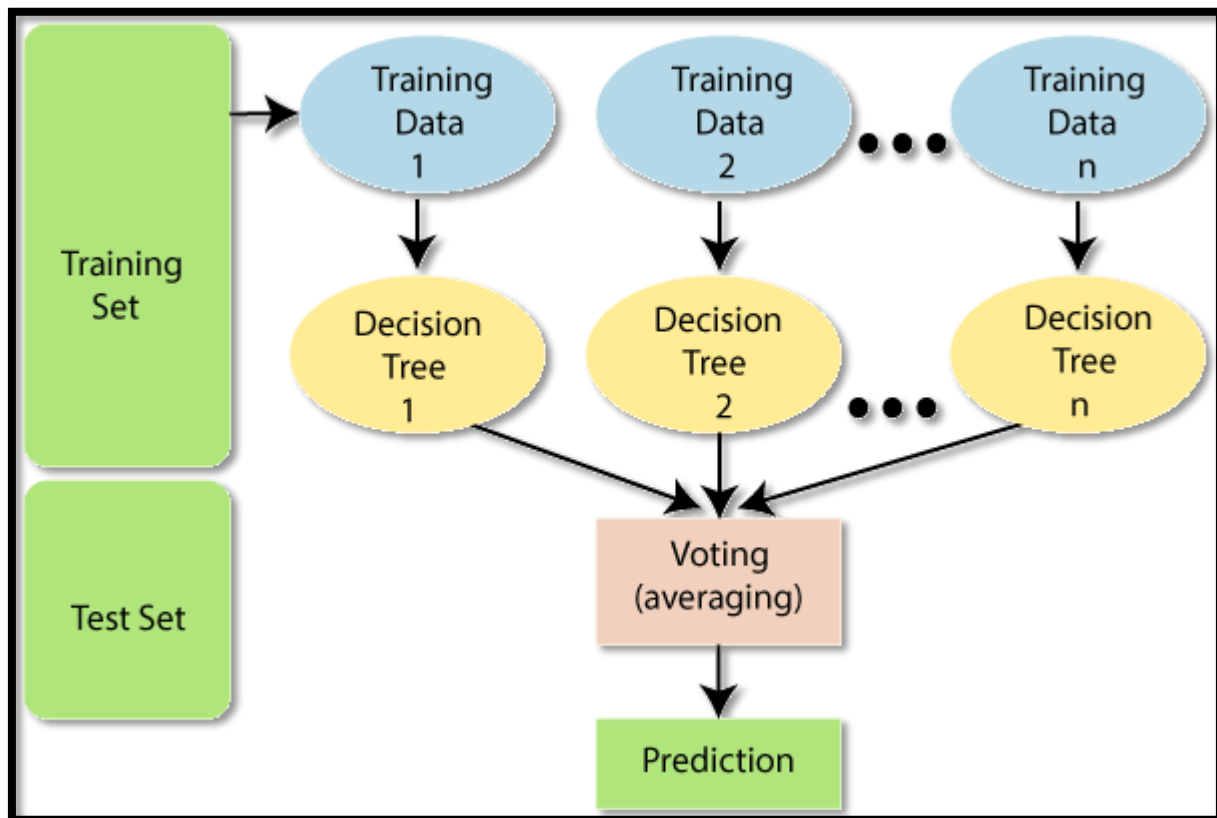 Training
Set
Test Set
Training
Data
1
Training
Data
2
Training
Data
n
Decision
Tree
1
Decision
Tree
2
Decision
Tree
n
Voting
(averaging)
Prediction